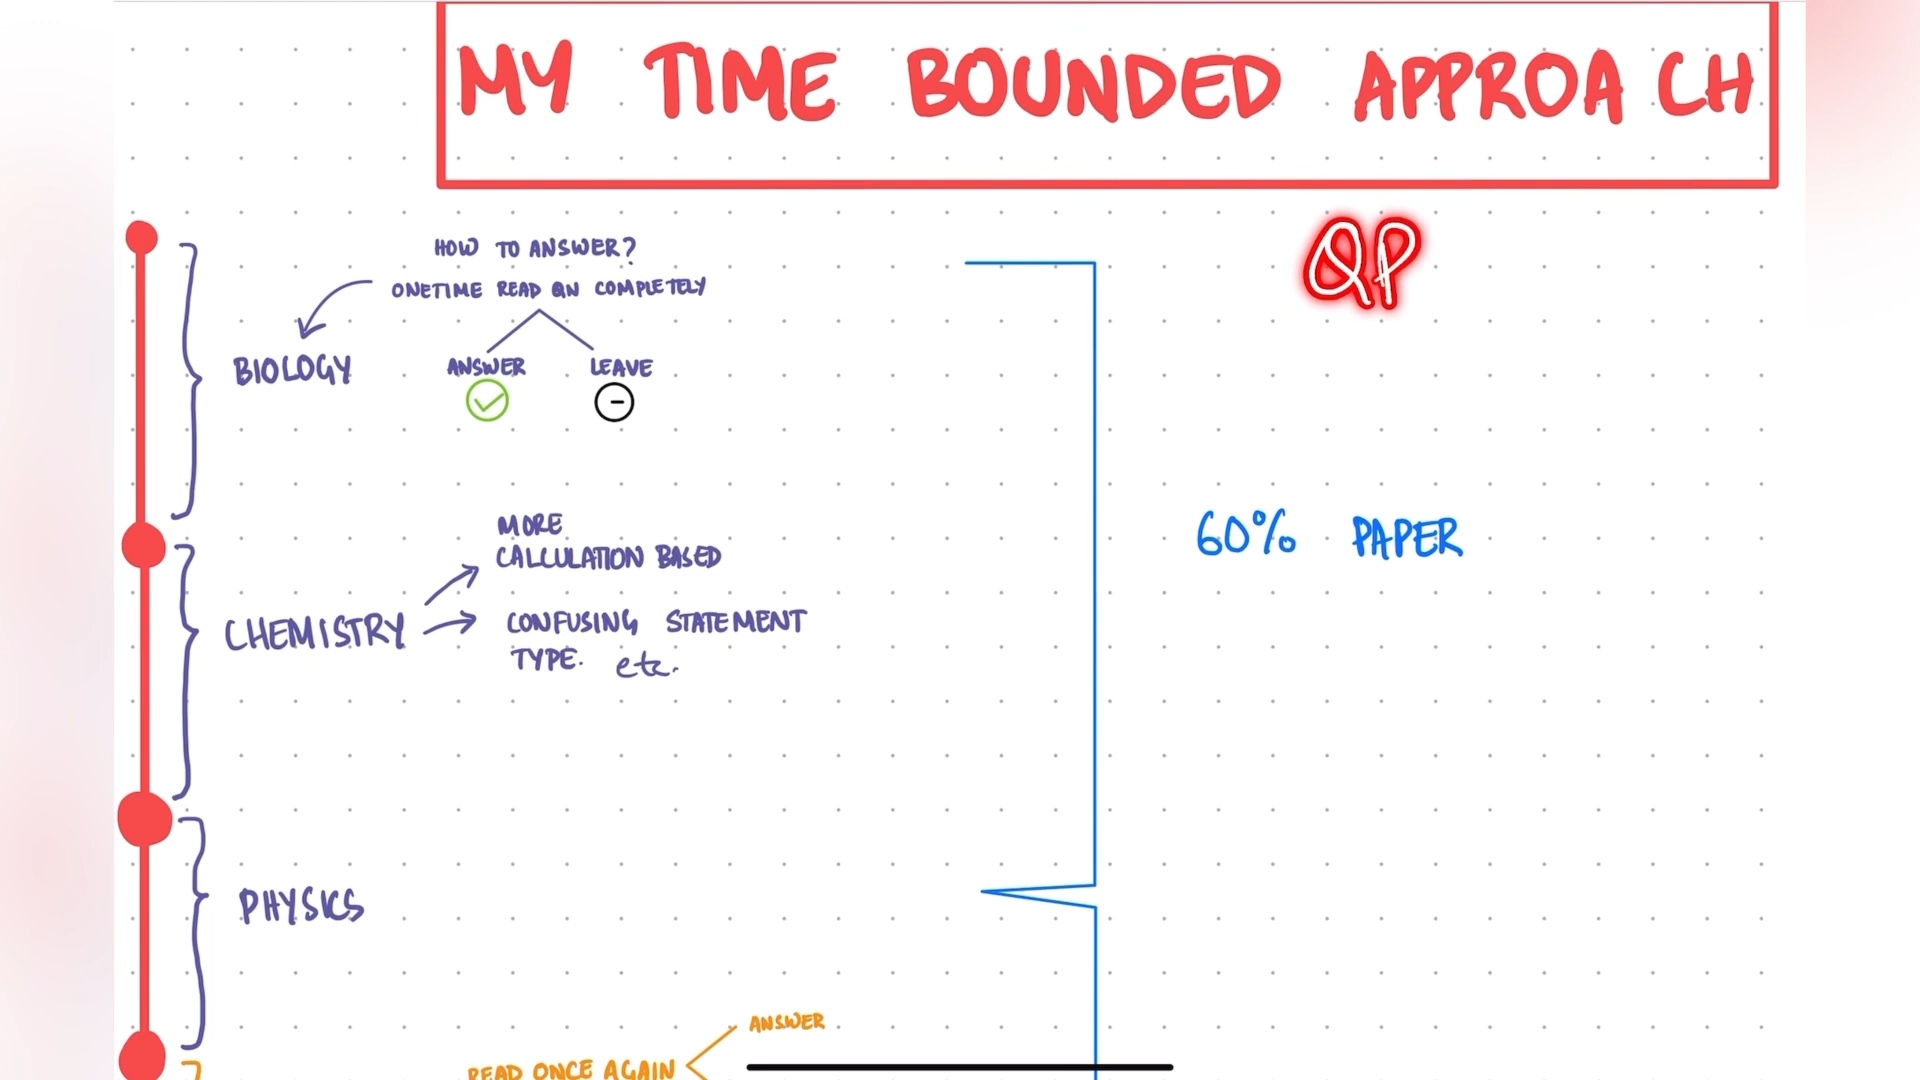 MY TIME BOUNDED APPROACH
QP
HOW TO ANSWER?
ONETIME READ QN COMPLETELY
BIOLOGY
ANSWER LEAVE
60% PAPER
MORE
CALCULATION BASED
CHEMISTRY
CONFUSING STATEMENT
TYPE. etc.
PHYSICS
ANSWER
READ ONCE AGAIN